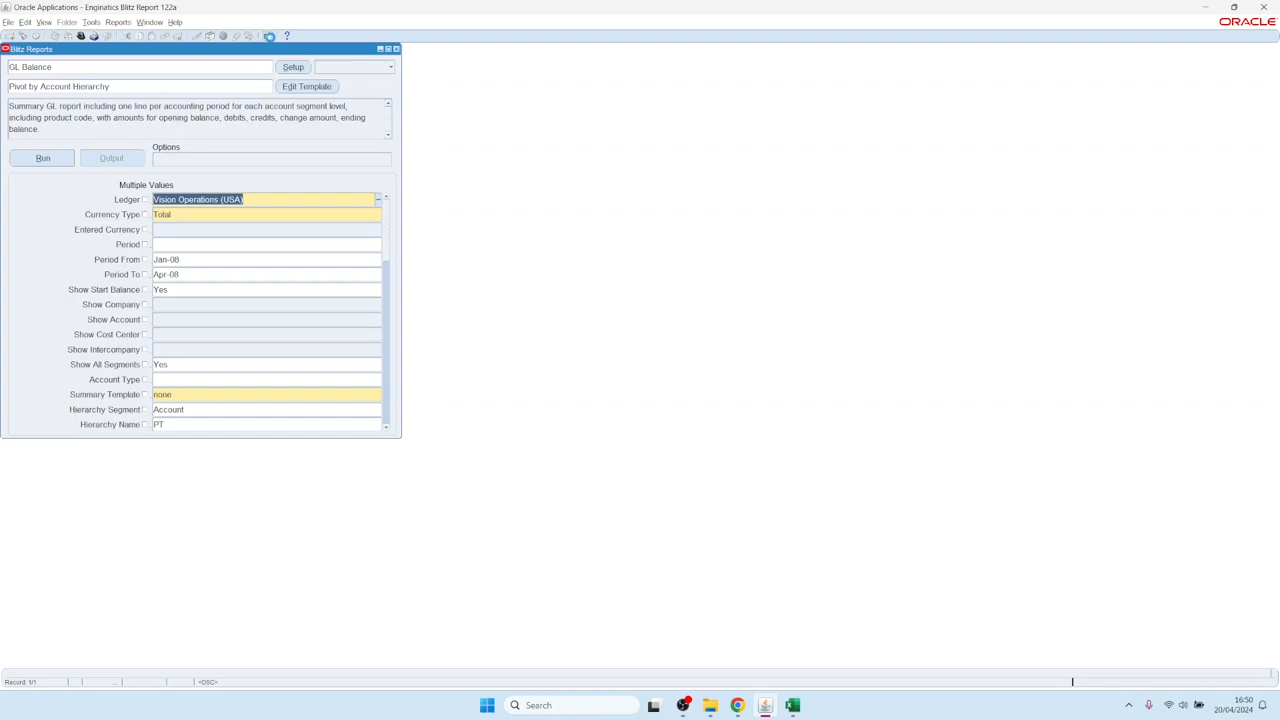 Oracle Applications - Enginatics Blitz Report 122a
File Edit View Folder Tools Reports Window Help
ORACLE
Blitz Reports
GL Balance
Setup
Pivot by Account Hierarchy
Edit Template
Summary GL report including one line per accounting period for each account segment level,
including product code, with amounts for opening balance, debits, credits, change amount, ending
balance.
Options
Run
Output
Multiple Values
Ledger Vision Operations (USA)
Currency Type Total
Entered Currency
Period
Period From Jan-08
Period To Apr-08
Show Start Balance Yes
Show Company
Show Account
Show Cost Center
Show Intercompany
Show All Segments Yes
Account Type
Summary Template none
Hierarchy Segment Account
Hierarchy Name PT
Record: 1/1 ... <OSC>
Search
16:50
20/04/2024